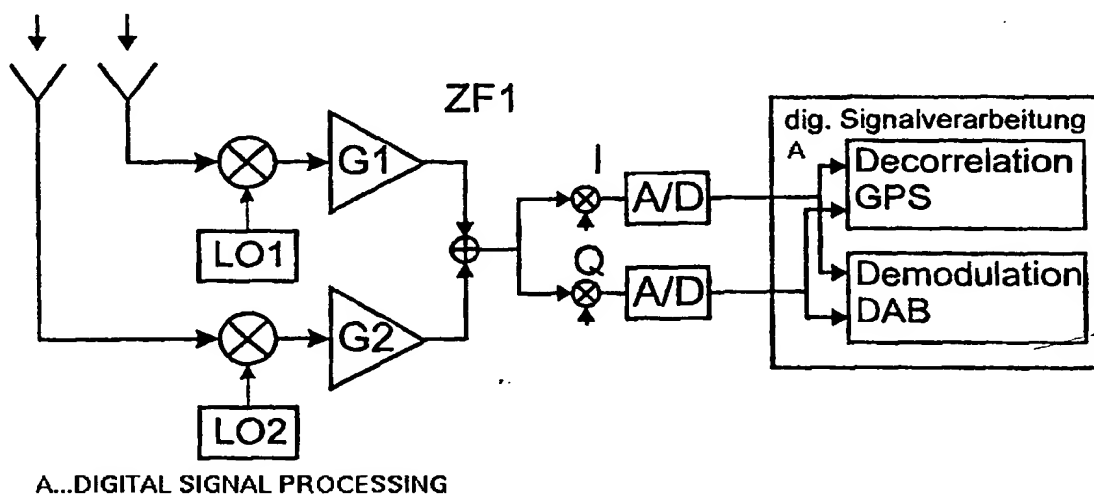 ZF1
dig. Signalverarbeitung
A
G1
I
A/D
Decorrelation
GPS
LO1
Q
A/D
Demodulation
DAB
G2
LO2
A...DIGITAL SIGNAL PROCESSING